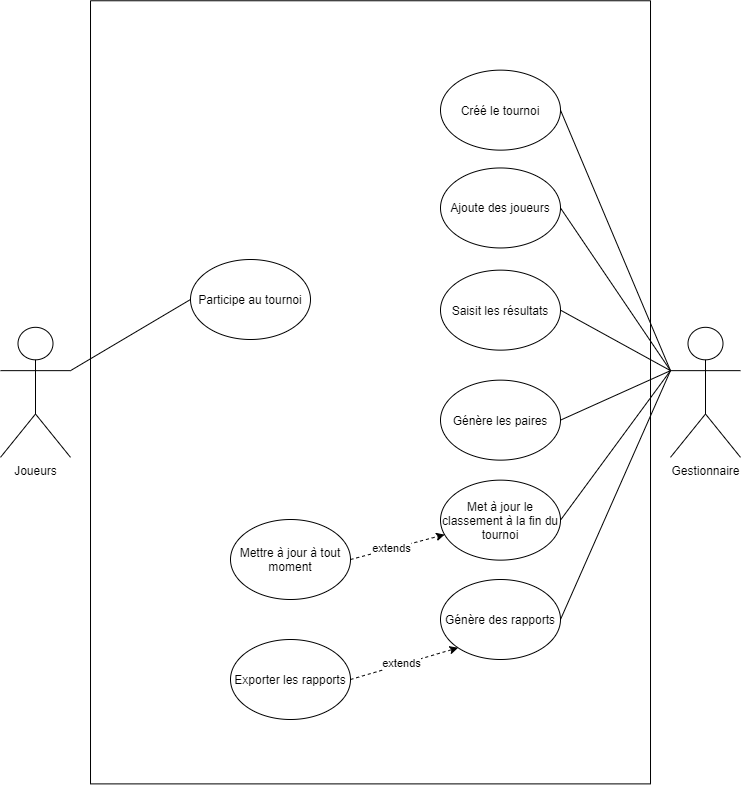 Créé le tournoi
Ajoute des joueurs
Participe au tournoi
Saisit les résultats
Génère les paires
Joueurs
Gestionnaire
Met à jour le
classement à la fin du
tournoi
Mettre à jour à tout
moment
extends
Génère des rapports
extends
Exporter les rapports